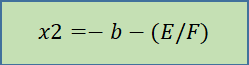 x2 =− b − (E/F)